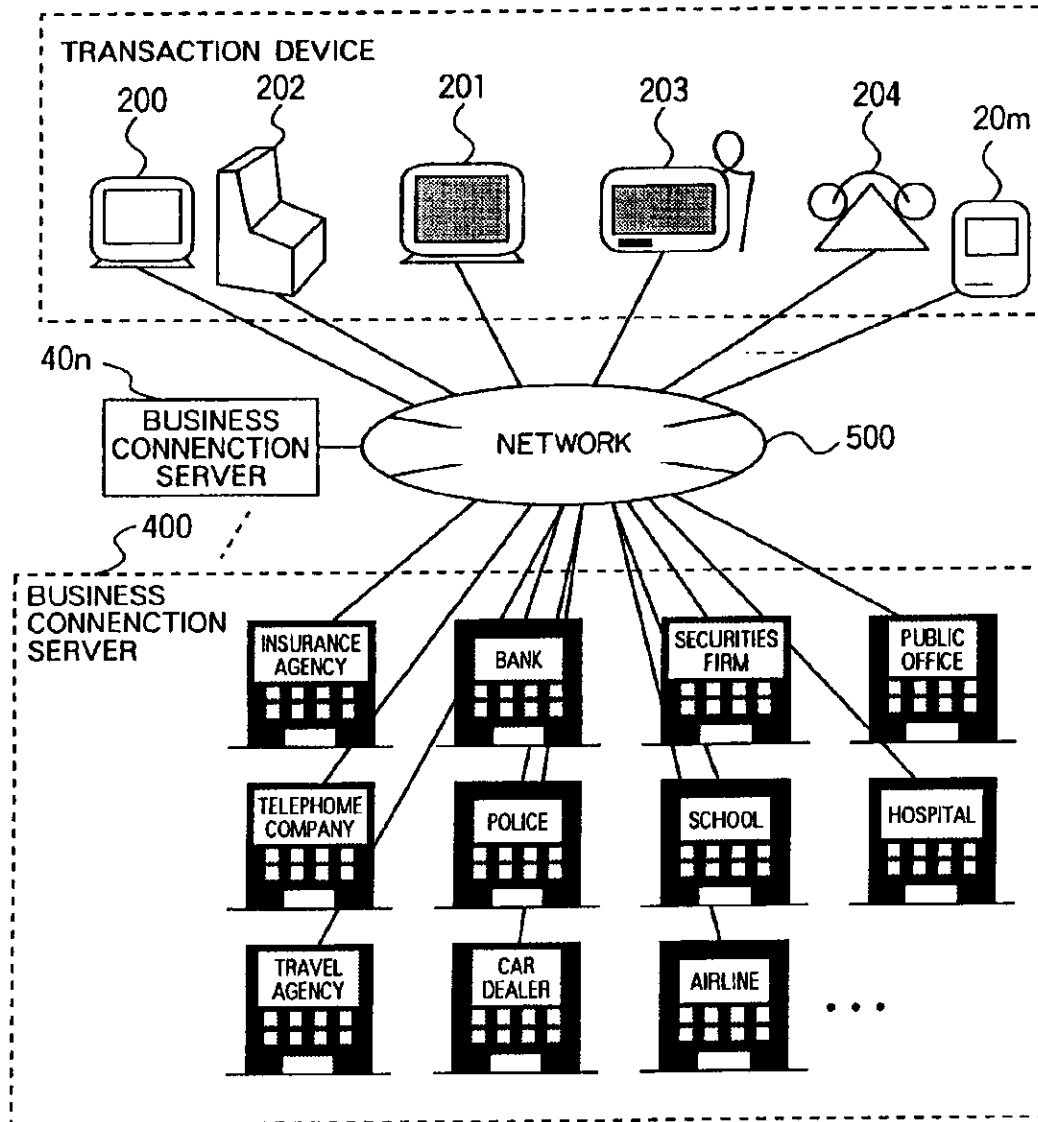 TRANSACTION DEVICE
200
202
201
203
204
20m
40n
BUSINESS
CONNENCTION
SERVER
NETWORK
500
400
BUSINESS
CONNENCTION
SERVER
INSURANCE
AGENCY
BANK
SECURITIES
FIRM
PUBLIC
OFFICE
TELEPHOME
COMPANY
POLICE
SCHOOL
HOSPITAL
TRAVEL
AGENCY
CAR
DEALER
AIRLINE